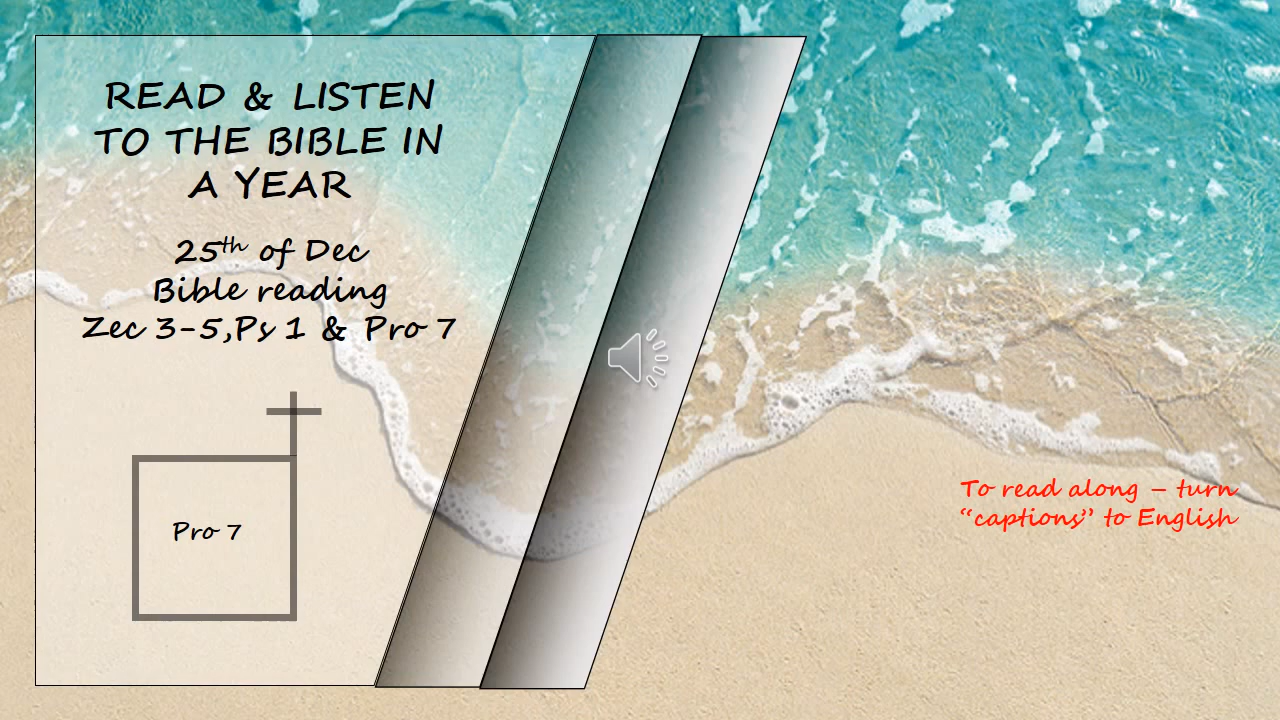 READ & LISTEN
TO THE BIBLE IN
A YEAR
25th of Dec
Bible reading
Zec 3-5,Ps 1 & Pro 7
Pro 7
To read along – turn
“captions” to English